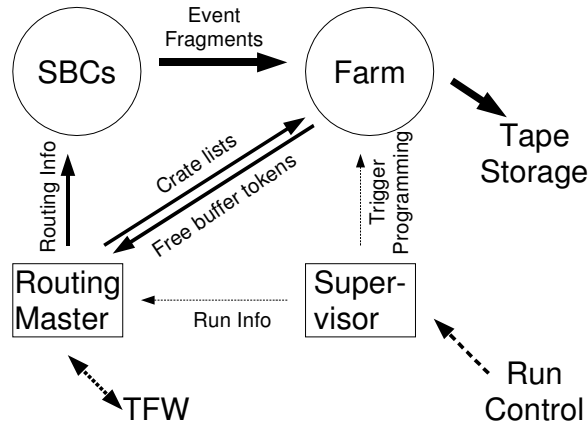 Event
Fragments
SBCs
Farm
Tape
Storage
Routing Info
Crate lists
Free buffer tokens
Trigger
Programming
Routing
Master
Run Info
Super-
visor
Run
Control
TFW